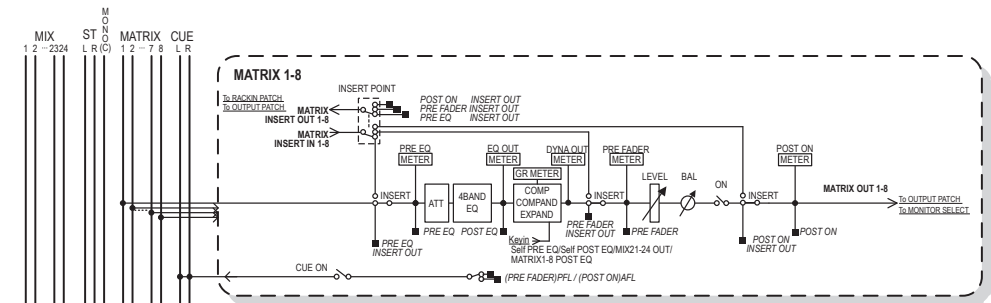 MIX
1 2 ··· 2324
ST
L R
MONO
(C)
MATRIX
1 2 ··· 7 8
CUE
L R
MATRIX 1-8
INSERT POINT
To RACKIN PATCH
To OUTPUT PATCH
MATRIX
INSERT OUT 1-8
MATRIX
INSERT IN 1-8
POST ON INSERT OUT
PRE FADER INSERT OUT
PRE EQ INSERT OUT
PRE EQ
METER
EQ OUT
METER
DYNA OUT
METER
PRE FADER
METER
POST ON
METER
GR METER
LEVEL
BAL
ON
INSERT
ATT
4BAND
EQ
COMP
COMPAND
EXPAND
INSERT
INSERT
MATRIX OUT 1-8
To OUTPUT PATCH
To MONITOR SELECT
PRE EQ
INSERT OUT
PRE EQ
POST EQ
PRE FADER
INSERT OUT
PRE FADER
POST ON
INSERT OUT
POST ON
Keyin
Self PRE EQ/Self POST EQ/MIX21-24 OUT/
MATRIX1-8 POST EQ
CUE ON
(PRE FADER)PFL / (POST ON)AFL